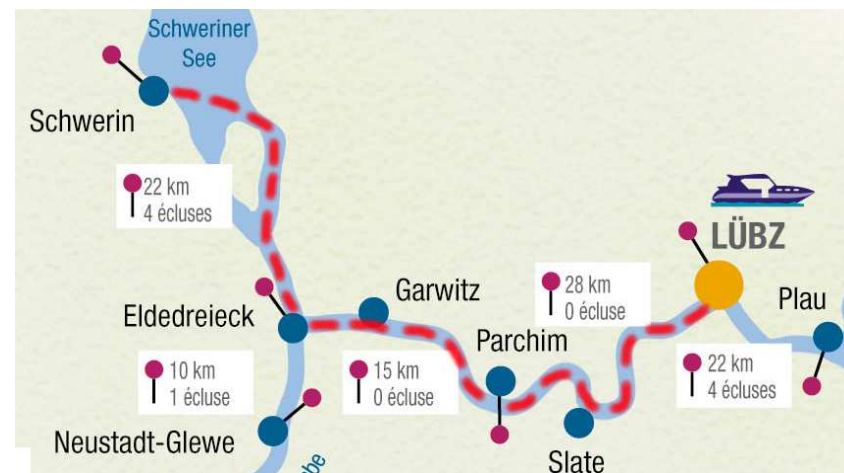 Schweriner
See
Schwerin
22 km
4 écluses
LÜBZ
28 km
0 écluse
Garwitz
Plau
Eldedreieck
Parchim
10 km
1 écluse
15 km
0 écluse
22 km
4 écluses
Neustadt-Glewe
Slate